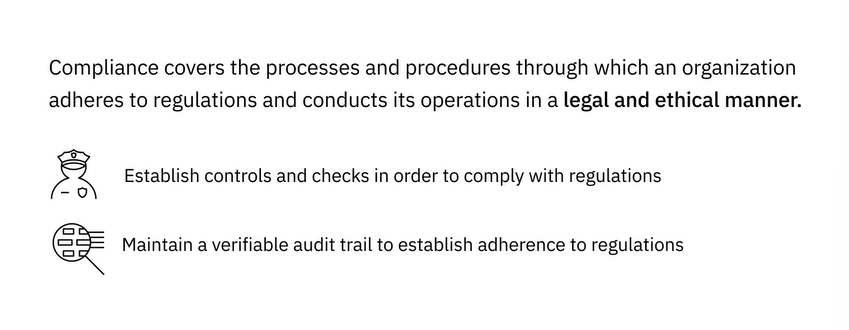 Compliance covers the processes and procedures through which an organization
adheres to regulations and conducts its operations in a legal and ethical manner.
Establish controls and checks in order to comply with regulations
Maintain a verifiable audit trail to establish adherence to regulations